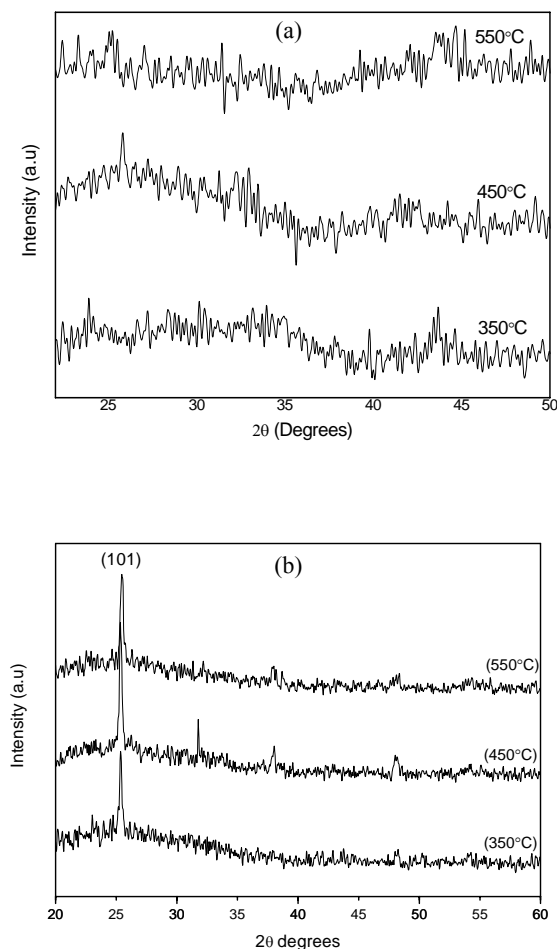 (a)
550°C
450°C
350°C
Intensity (a.u)
25 30 35 40 45 50
2θ (Degrees)
(101)
(b)
(550°C)
(450°C)
(350°C)
Intensity (a.u)
20 25 30 35 40 45 50 55 60
2θ degrees